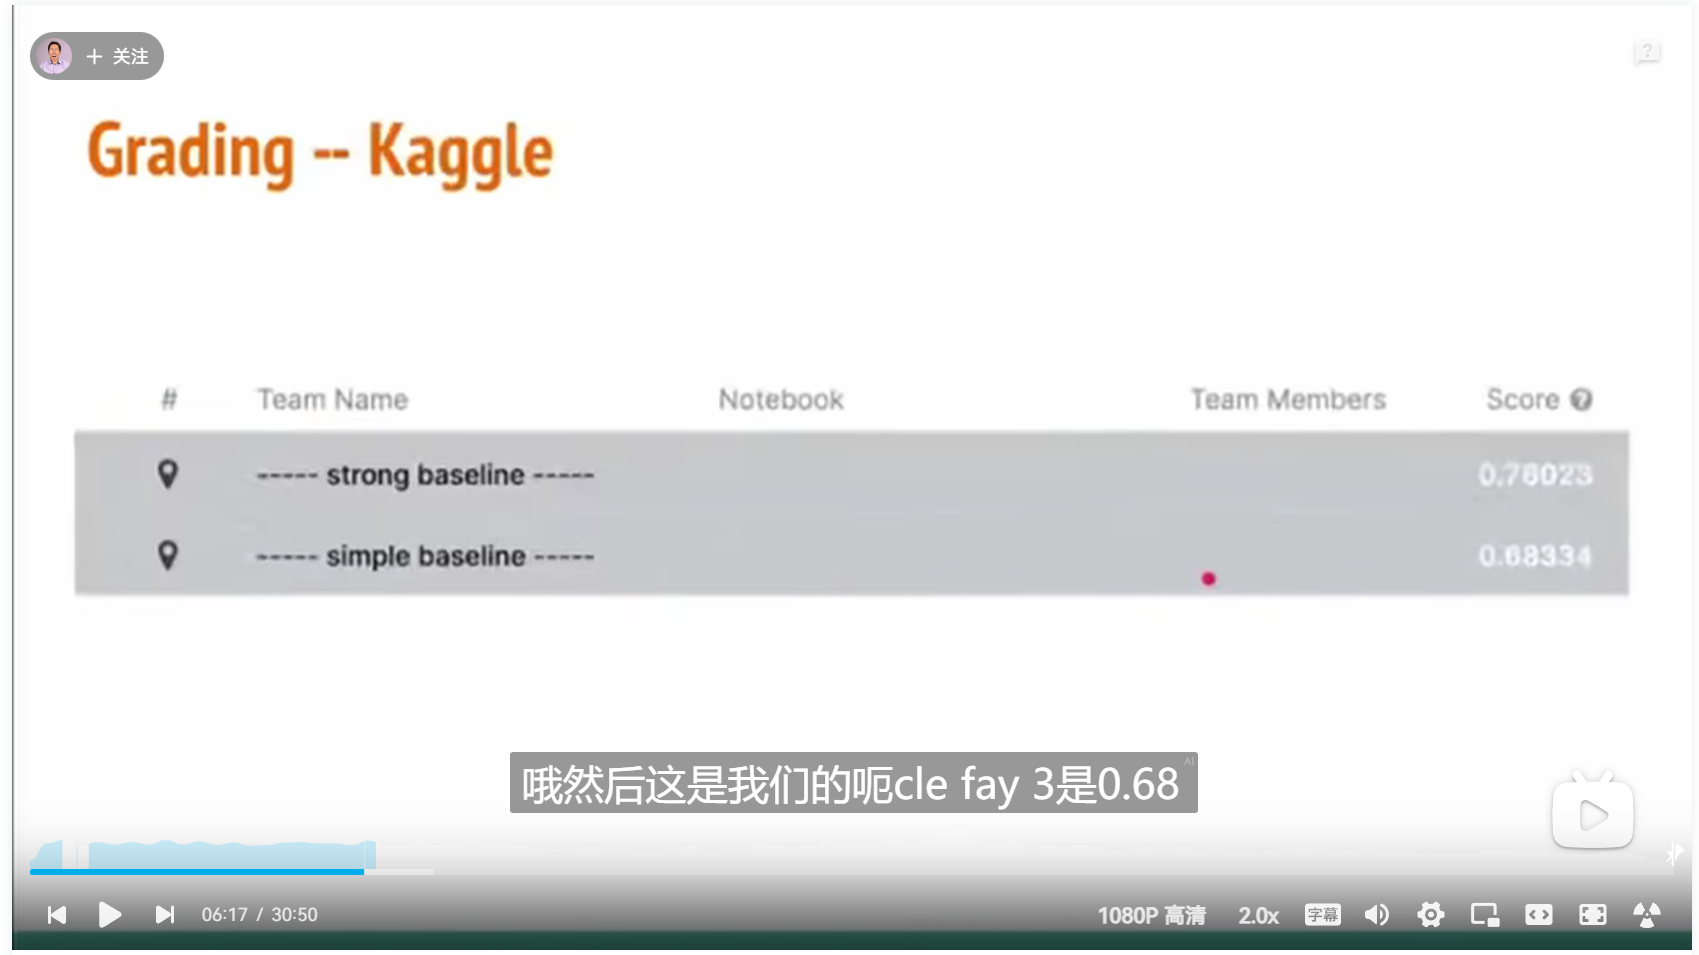 + 关注
Grading -- Kaggle
# Team Name Notebook Team Members Score ?
----- strong baseline ----- 0.76023
----- simple baseline ----- 0.68334
哦然后这是我们的呃cle fay 3是0.68
AI
06:17 / 30:50 1080P 高清 2.0x 字幕